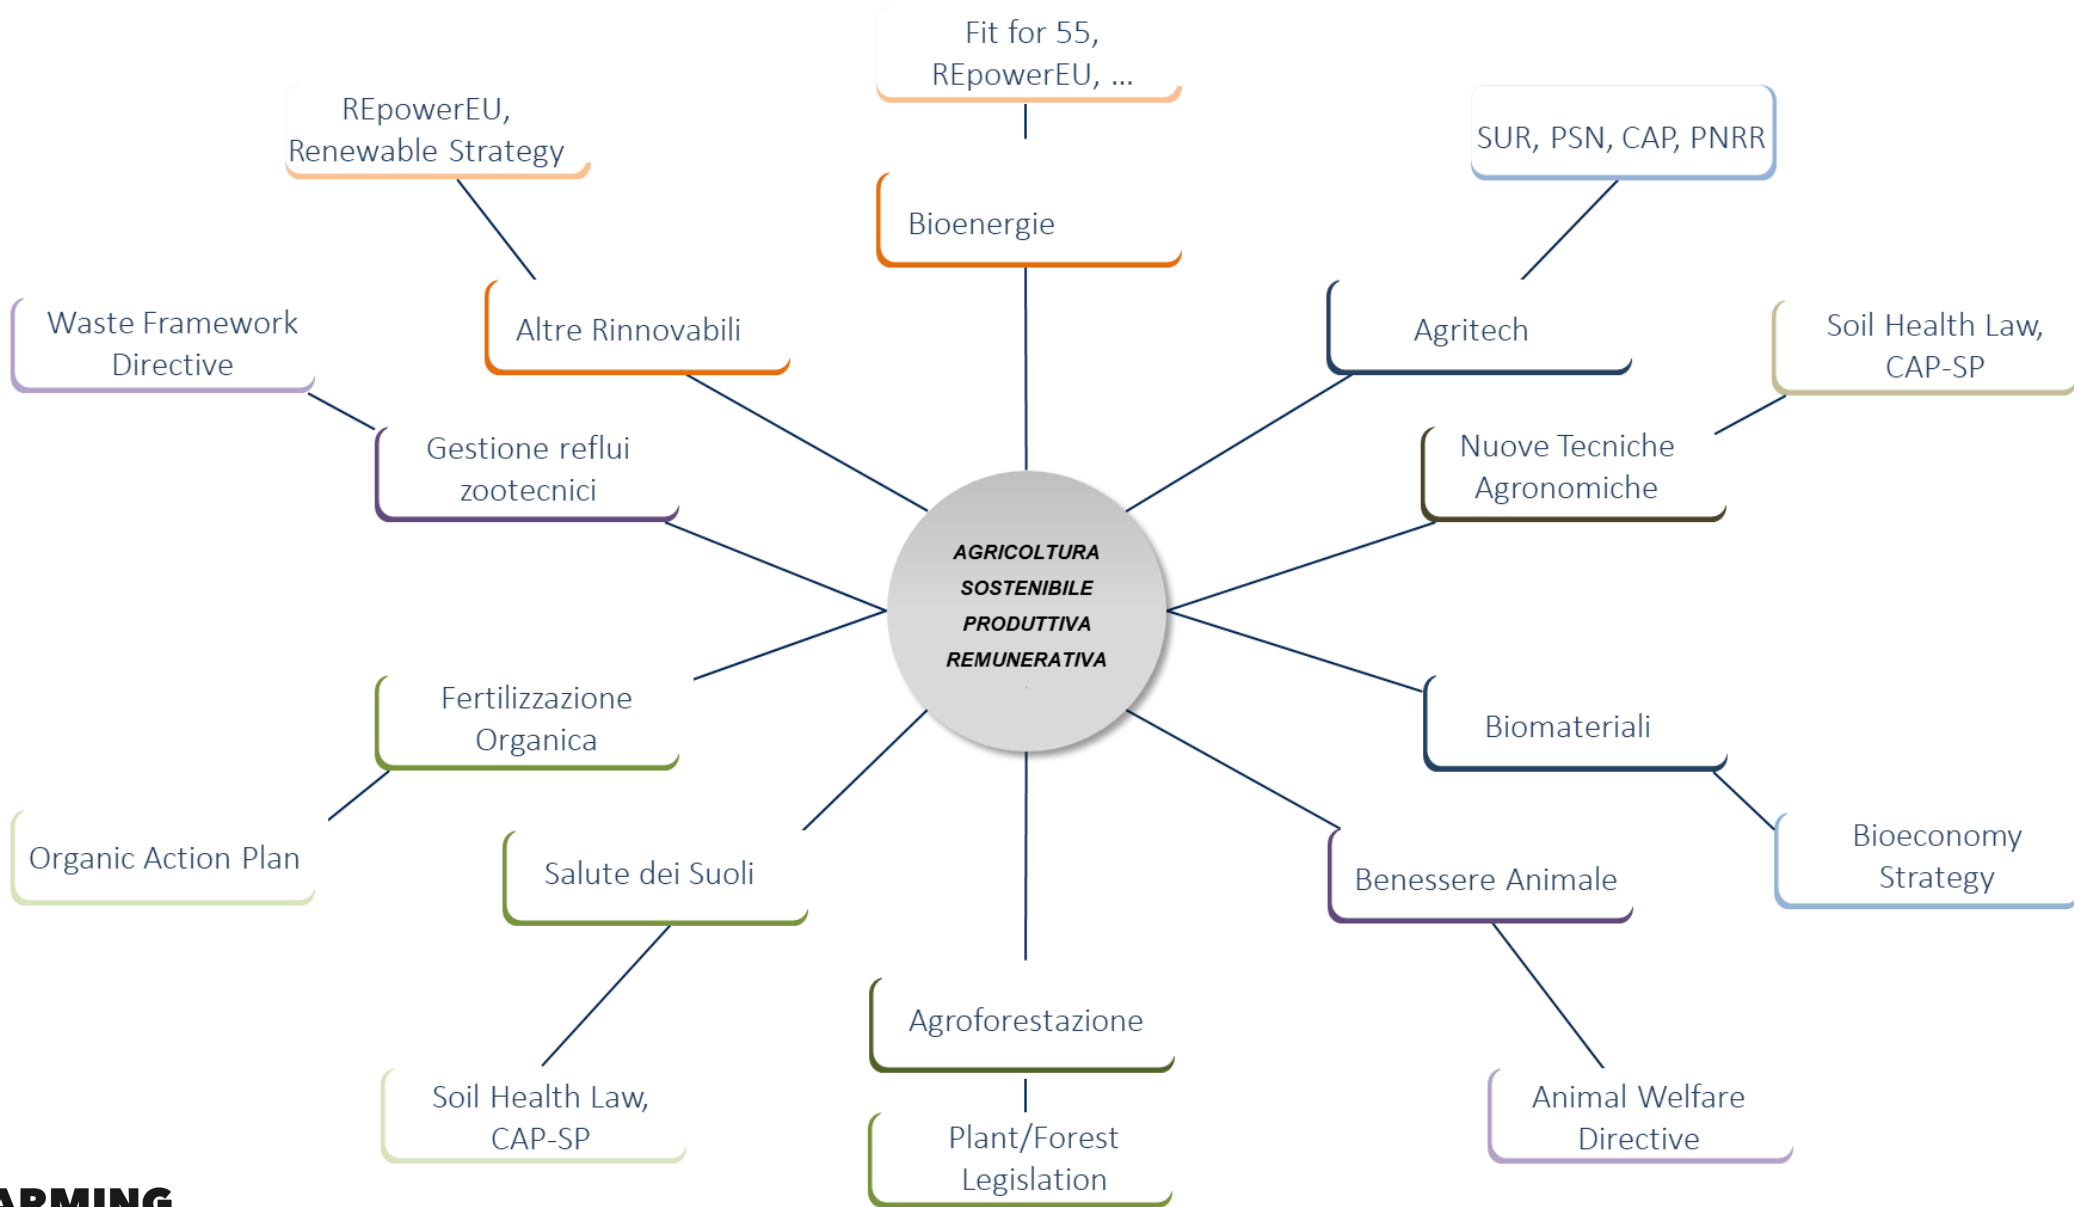 Fit for 55,
REpowerEU, ...
REpowerEU,
Renewable Strategy
SUR, PSN, CAP, PNRR
Bioenergie
Waste Framework
Directive
Altre Rinnovabili
Agritech
Soil Health Law,
CAP-SP
Gestione reflui
zootecnici
Nuove Tecniche
Agronomiche
AGRICOLTURA
SOSTENIBILE
PRODUTTIVA
REMUNERATIVA
Fertilizzazione
Organica
Biomateriali
Organic Action Plan
Salute dei Suoli
Benessere Animale
Bioeconomy
Strategy
Agroforestazione
Soil Health Law,
CAP-SP
Plant/Forest
Legislation
Animal Welfare
Directive
ARMING